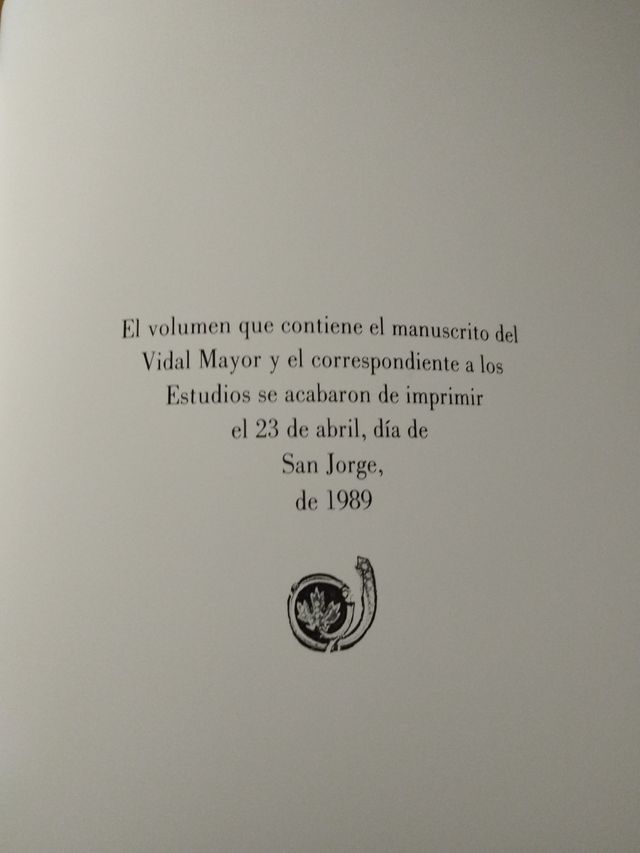 El volumen que contiene el manuscrito del
Vidal Mayor y el correspondiente a los
Estudios se acabaron de imprimir
el 23 de abril, día de
San Jorge,
de 1989